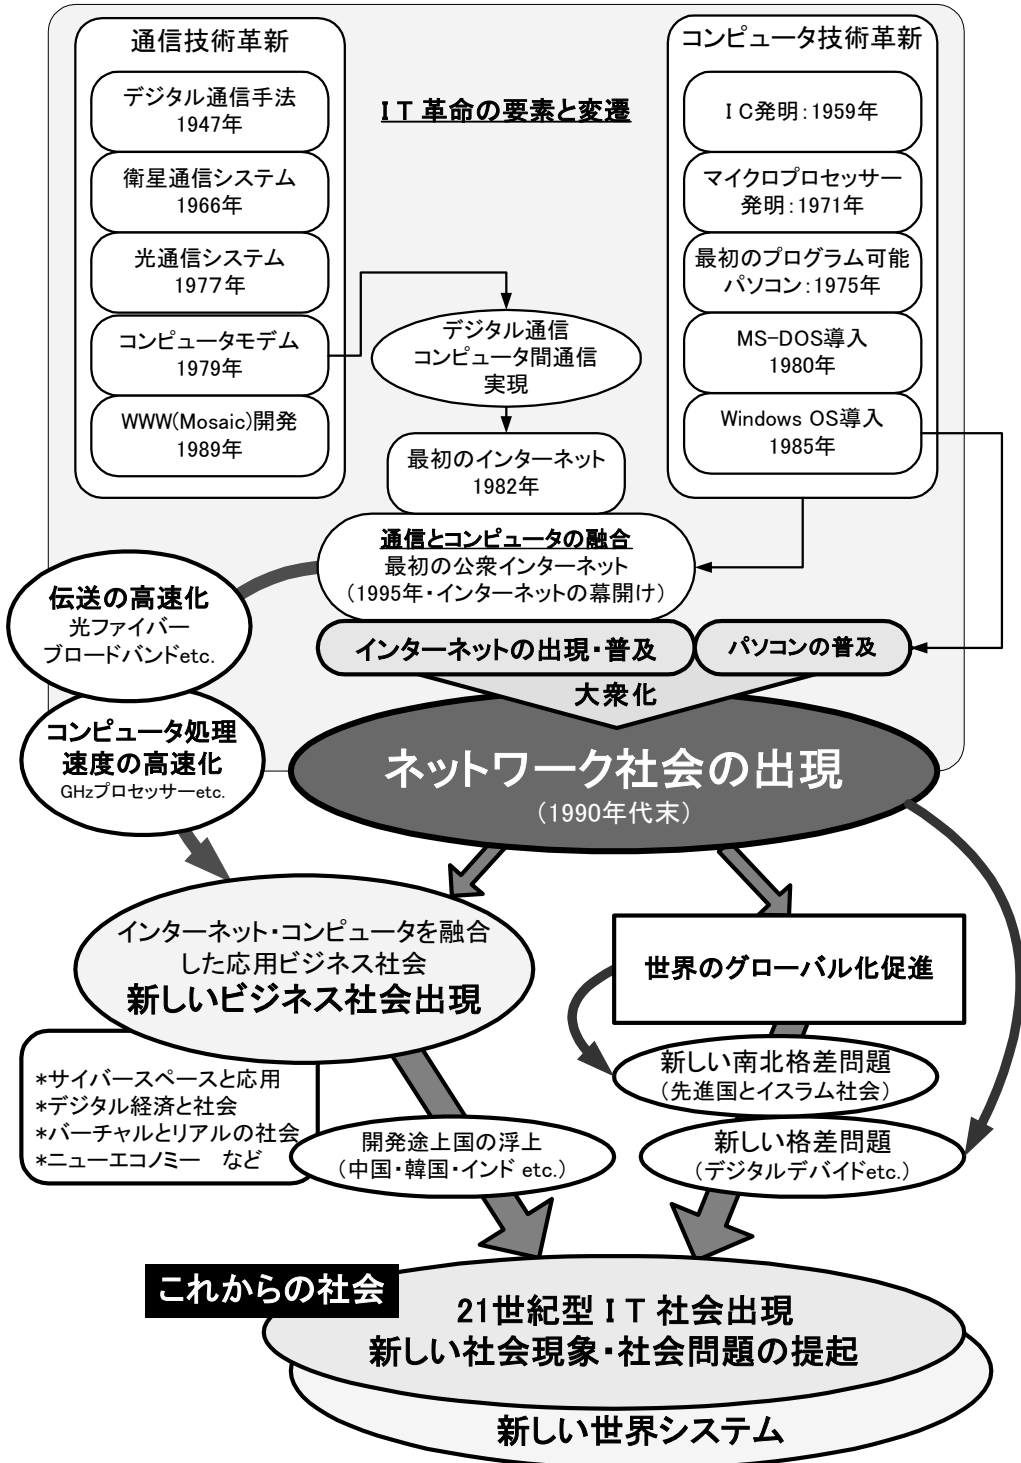 通信技術革新
デジタル通信手法
1947年
衛星通信システム
1966年
光通信システム
1977年
コンピュータモデム
1979年
WWW(Mosaic)開発
1989年
IT革命の要素と変遷
コンピュータ技術革新
IC発明:1959年
マイクロプロセッサー
発明:1971年
最初のプログラム可能
パソコン:1975年
MS-DOS導入
1980年
Windows OS導入
1985年
デジタル通信
コンピュータ間通信
実現
最初のインターネット
1982年
通信とコンピュータの融合
最初の公衆インターネット
(1995年・インターネットの幕開け)
伝送の高速化
光ファイバー
ブロードバンドetc.
インターネットの出現・普及
パソコンの普及
大衆化
コンピュータ処理
速度の高速化
GHzプロセッサーetc.
ネットワーク社会の出現
(1990年代末)
インターネット・コンピュータを融合
した応用ビジネス社会
新しいビジネス社会出現
世界のグローバル化促進
*サイバースペースと応用
*デジタル経済と社会
*バーチャルとリアルの社会
*ニューエコノミー など
新しい南北格差問題
(先進国とイスラム社会)
開発途上国の浮上
(中国・韓国・インド etc.)
新しい格差問題
(デジタルデバイドetc.)
これからの社会
21世紀型IT社会出現
新しい社会現象・社会問題の提起
新しい世界システム